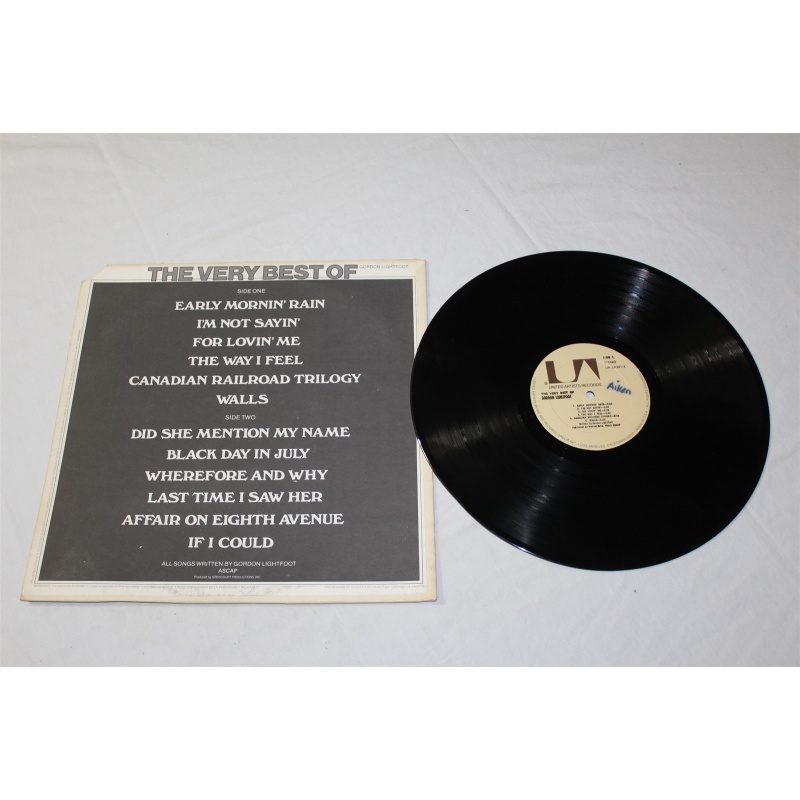 THE VERY BEST OF GORDON LIGHTFOOT
SIDE ONE
EARLY MORNIN' RAIN
I'M NOT SAYIN'
FOR LOVIN' ME
THE WAY I FEEL
CANADIAN RAILROAD TRILOGY
WALLS
SIDE TWO
DID SHE MENTION MY NAME
BLACK DAY IN JULY
WHEREFORE AND WHY
LAST TIME I SAW HER
AFFAIR ON EIGHTH AVENUE
IF I COULD
ALL SONGS WRITTEN BY GORDON LIGHTFOOT
ASCAP
UA
UNITED ARTISTS RECORDS
Aiken
THE VERY BEST OF
GORDON LIGHTFOOT